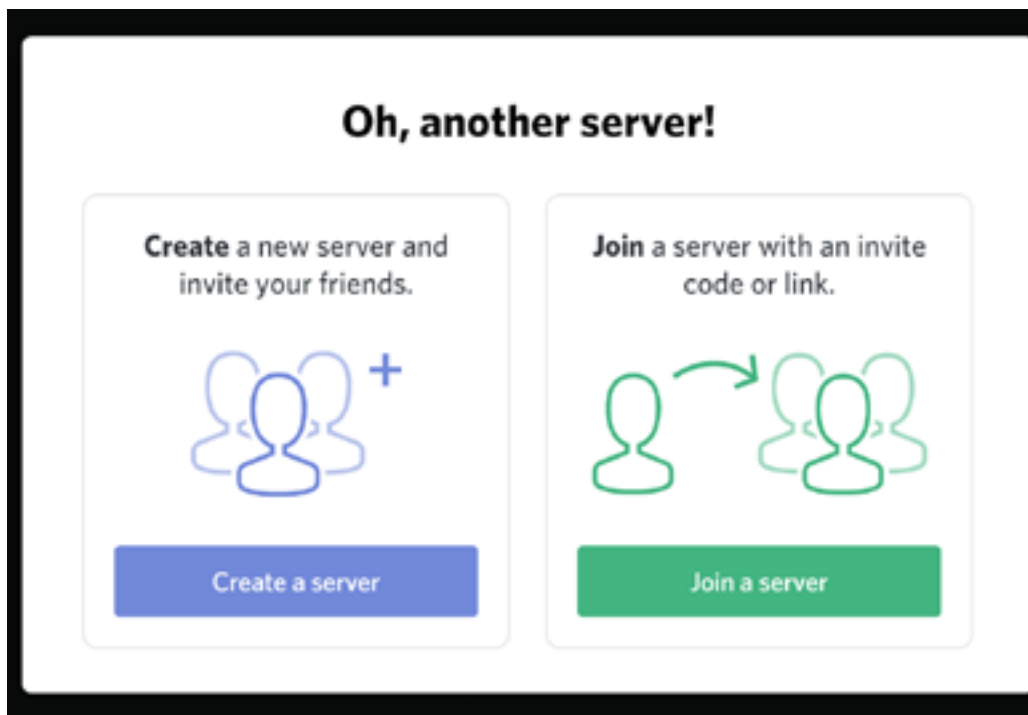 Oh, another server!
Create a new server and
invite your friends.
Create a server
Join a server with an invite
code or link.
Join a server